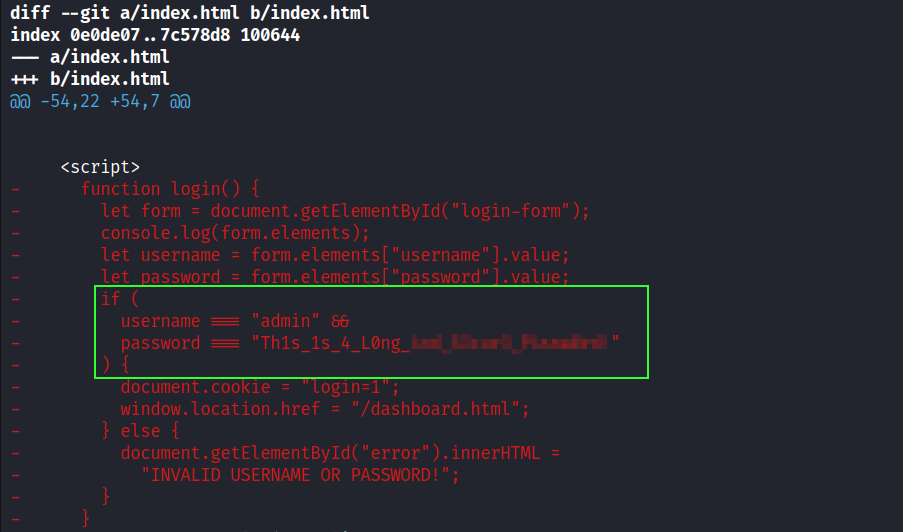 diff --git a/index.html b/index.html
index 0e0de07..7c578d8 100644
--- a/index.html
+++ b/index.html
@@ -54,22 +54,7 @@
<script>
- function login() {
- let form = document.getElementById("login-form");
- console.log(form.elements);
- let username = form.elements["username"].value;
- let password = form.elements["password"].value;
- if (
- username === "admin" &&
- password === "Th1s_1s_4_L0ng_ "
- ) {
- document.cookie = "login=1";
- window.location.href = "/dashboard.html";
- } else {
- document.getElementById("error").innerHTML =
- "INVALID USERNAME OR PASSWORD!";
- }
- }